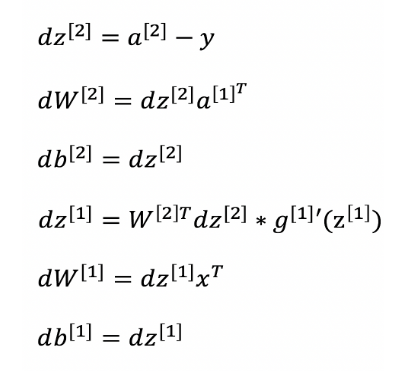 dz^[2] = a^[2] − y
dW^[2] = dz^[2]a^[1]^T
db^[2] = dz^[2]
dz^[1] = W^[2]T dz^[2] ∗ g^[1]′(z^[1])
dW^[1] = dz^[1]x^T
db^[1] = dz^[1]